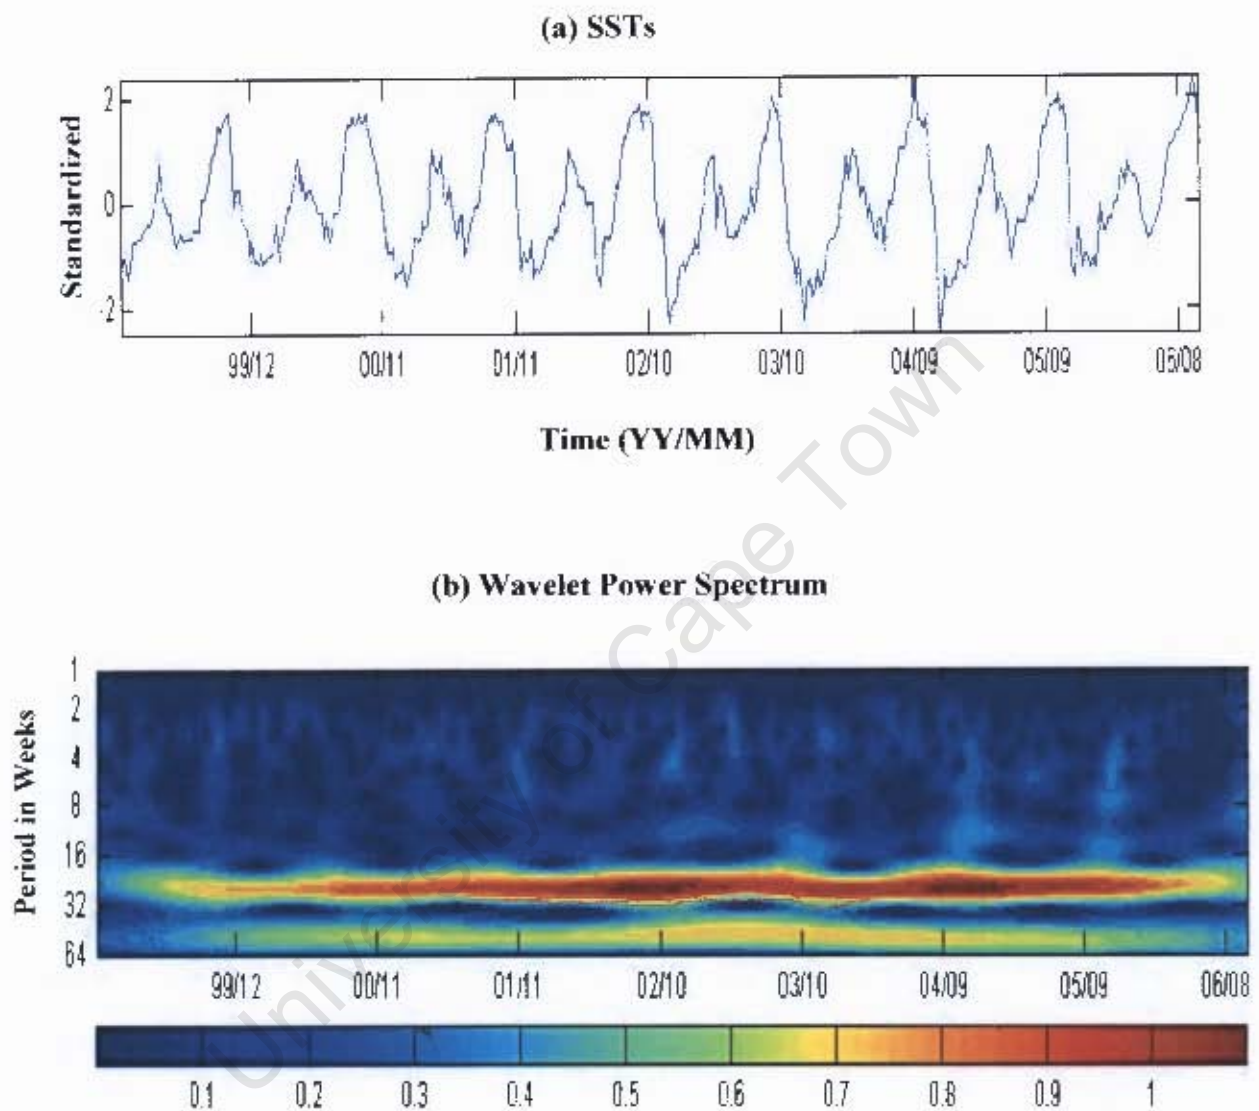 (a) SSTs
Standardized
2
0
-2
99/12 00/11 01/11 02/10 03/10 04/09 05/09 06/08
Time (YY/MM)
(b) Wavelet Power Spectrum
Period in Weeks
1
2
4
8
16
32
64
99/12 00/11 01/11 02/10 03/10 04/09 05/09 06/08
0.1 0.2 0.3 0.4 0.5 0.6 0.7 0.8 0.9 1
University of Cape Town